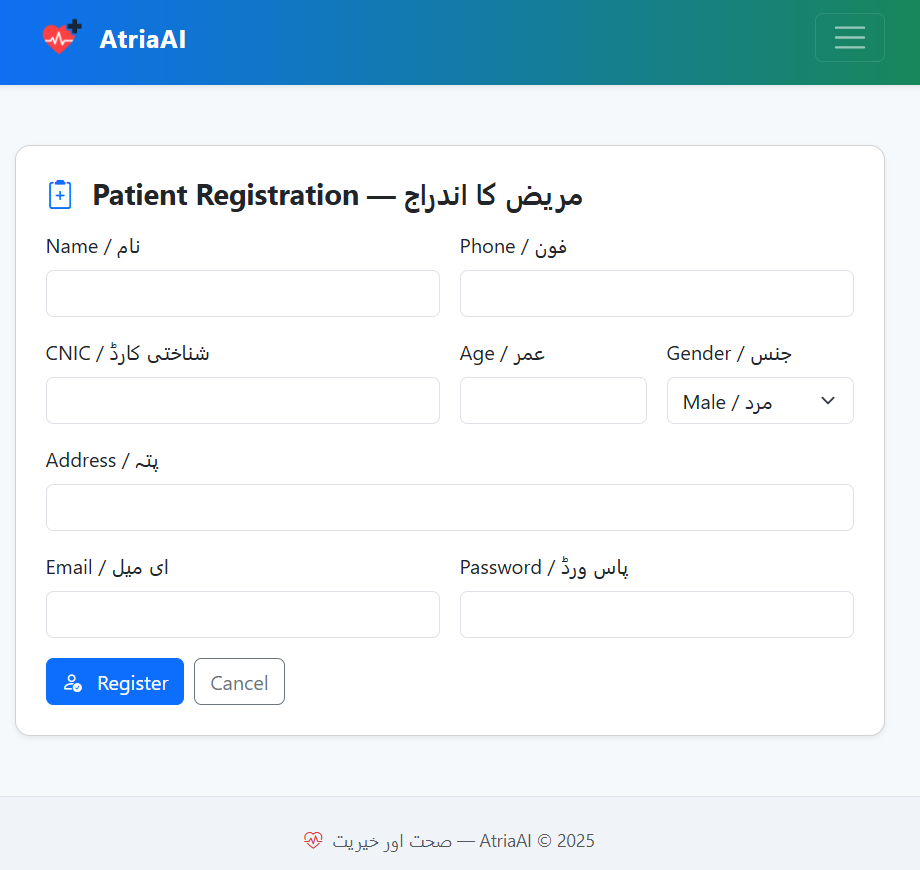 AtriaAI
Patient Registration — مریض کا اندراج
Name / نام
Phone / فون
CNIC / شناختی کارڈ
Age / عمر
Gender / جنس
Male / مرد
Address / پتہ
Email / ای میل
Password / پاس ورڈ
Register
Cancel
صحت اور خیریت — AtriaAI © 2025